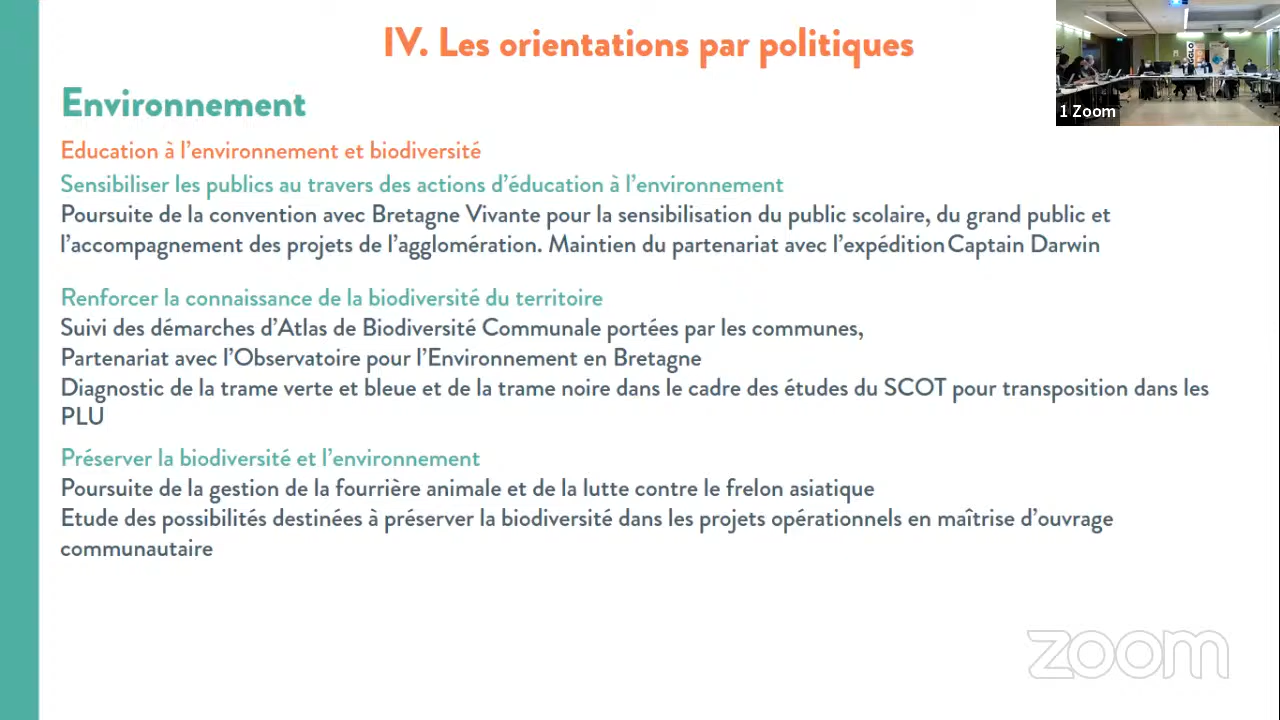 IV. Les orientations par politiques
Environnement
1 Zoom
Education à l'environnement et biodiversité
Sensibiliser les publics au travers des actions d'éducation à l'environnement
Poursuite de la convention avec Bretagne Vivante pour la sensibilisation du public scolaire, du grand public et
l'accompagnement des projets de l'agglomération. Maintien du partenariat avec l'expédition Captain Darwin
Renforcer la connaissance de la biodiversité du territoire
Suivi des démarches d'Atlas de Biodiversité Communale portées par les communes,
Partenariat avec l'Observatoire pour l'Environnement en Bretagne
Diagnostic de la trame verte et bleue et de la trame noire dans le cadre des études du SCOT pour transposition dans les
PLU
Préserver la biodiversité et l'environnement
Poursuite de la gestion de la fourrière animale et de la lutte contre le frelon asiatique
Etude des possibilités destinées à préserver la biodiversité dans les projets opérationnels en maîtrise d'ouvrage
communautaire
zoom